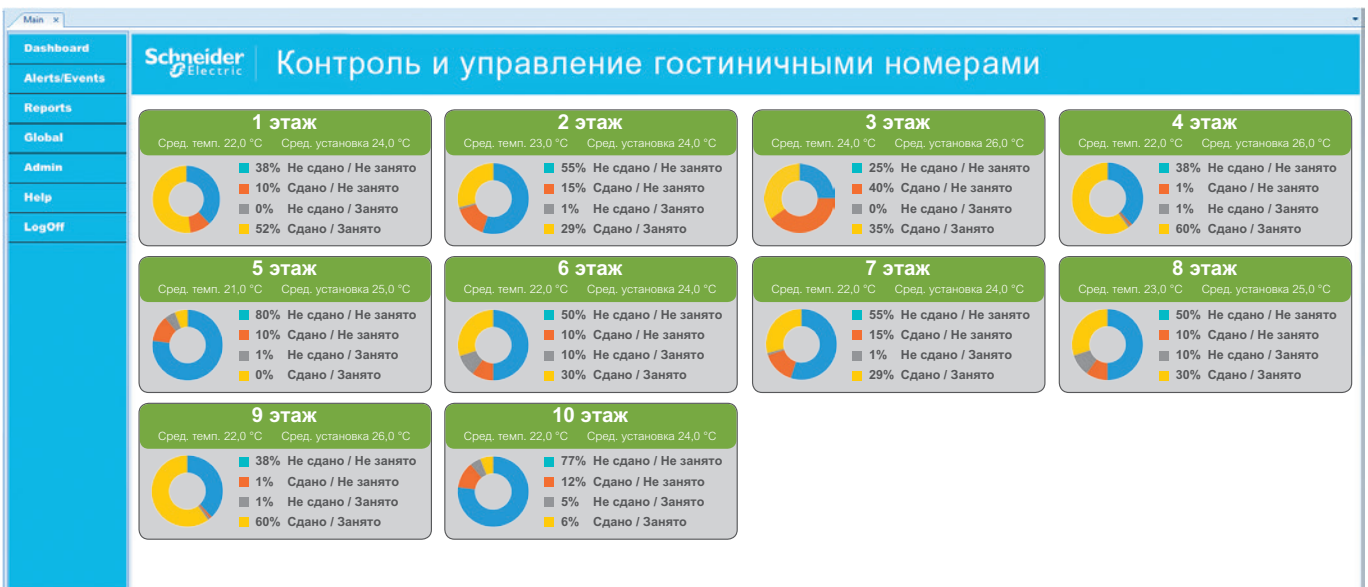 Main x
Dashboard
Alerts/Events
Reports
Global
Admin
Help
LogOff
Schneider
Electric
Контроль и управление гостиничными номерами
1 этаж
Сред. темп. 22,0 °C Сред. установка 24,0 °C
38% Не сдано / Не занято
10% Сдано / Не занято
0% Не сдано / Занято
52% Сдано / Занято
2 этаж
Сред. темп. 23,0 °C Сред. установка 24,0 °C
55% Не сдано / Не занято
15% Сдано / Не занято
1% Не сдано / Занято
29% Сдано / Занято
3 этаж
Сред. темп. 24,0 °C Сред. установка 26,0 °C
25% Не сдано / Не занято
40% Сдано / Не занято
0% Не сдано / Занято
35% Сдано / Занято
4 этаж
Сред. темп. 22,0 °C Сред. установка 26,0 °C
38% Не сдано / Не занято
1% Сдано / Не занято
1% Не сдано / Занято
60% Сдано / Занято
5 этаж
Сред. темп. 21,0 °C Сред. установка 25,0 °C
80% Не сдано / Не занято
10% Сдано / Не занято
1% Не сдано / Занято
0% Сдано / Занято
6 этаж
Сред. темп. 22,0 °C Сред. установка 24,0 °C
50% Не сдано / Не занято
10% Сдано / Не занято
10% Не сдано / Занято
30% Сдано / Занято
7 этаж
Сред. темп. 22,0 °C Сред. установка 24,0 °C
55% Не сдано / Не занято
15% Сдано / Не занято
1% Не сдано / Занято
29% Сдано / Занято
8 этаж
Сред. темп. 23,0 °C Сред. установка 25,0 °C
50% Не сдано / Не занято
10% Сдано / Не занято
10% Не сдано / Занято
30% Сдано / Занято
9 этаж
Сред. темп. 22,0 °C Сред. установка 26,0 °C
38% Не сдано / Не занято
1% Сдано / Не занято
1% Не сдано / Занято
60% Сдано / Занято
10 этаж
Сред. темп. 22,0 °C Сред. установка 24,0 °C
77% Не сдано / Не занято
12% Сдано / Не занято
5% Не сдано / Занято
6% Сдано / Занято